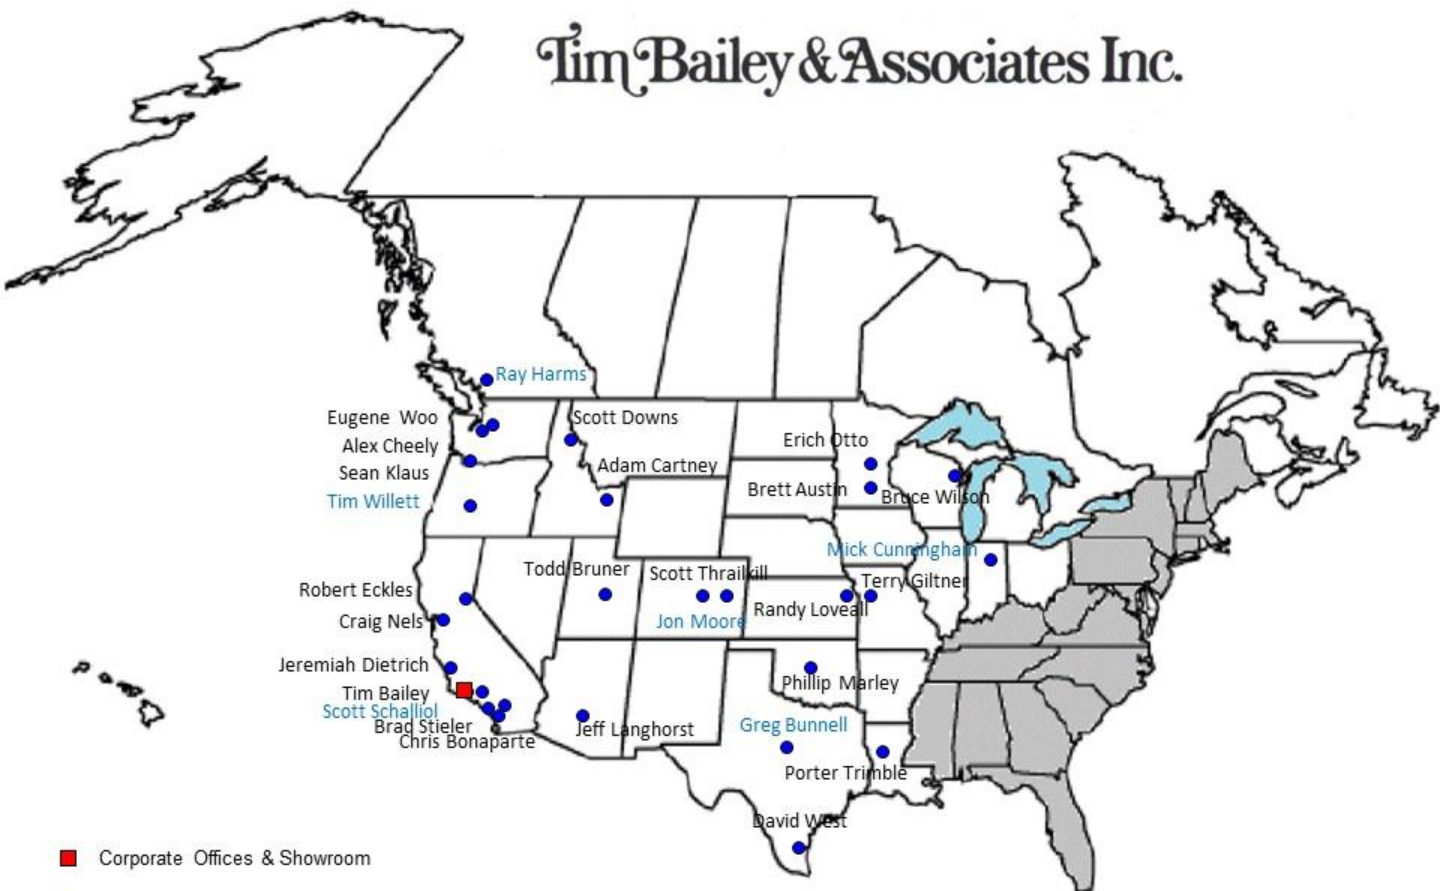 Tim Bailey & Associates Inc.
Ray Harms
Eugene Woo
Scott Downs
Alex Cheely
Erich Otto
Sean Klaus
Adam Cartney
Tim Willett
Brett Austin
Bruce Wilson
Mick Cunningham
Todd Bruner
Scott Thrailkill
Terry Giltner
Robert Eckles
Randy Loveall
Craig Nels
Jon Moore
Jeremiah Dietrich
Phillip Marley
Tim Bailey
Scott Schalliol
Brad Stieler
Jeff Langhorst
Greg Bunnell
Chris Bonaparte
Porter Trimble
David West
Corporate Offices & Showroom